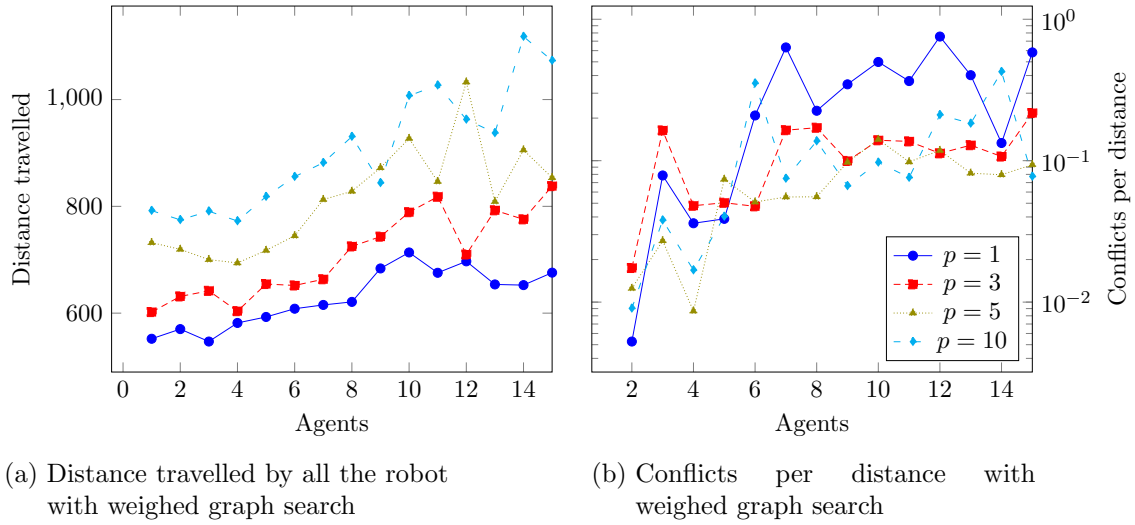 1,000
800
600
Distance travelled
0 2 4 6 8 10 12 14
Agents
(a) Distance travelled by all the robot
with weighed graph search
10^0
10^-1
10^-2
Conflicts per distance
2 4 6 8 10 12 14
Agents
p = 1
p = 3
p = 5
p = 10
(b) Conflicts per distance with
weighed graph search